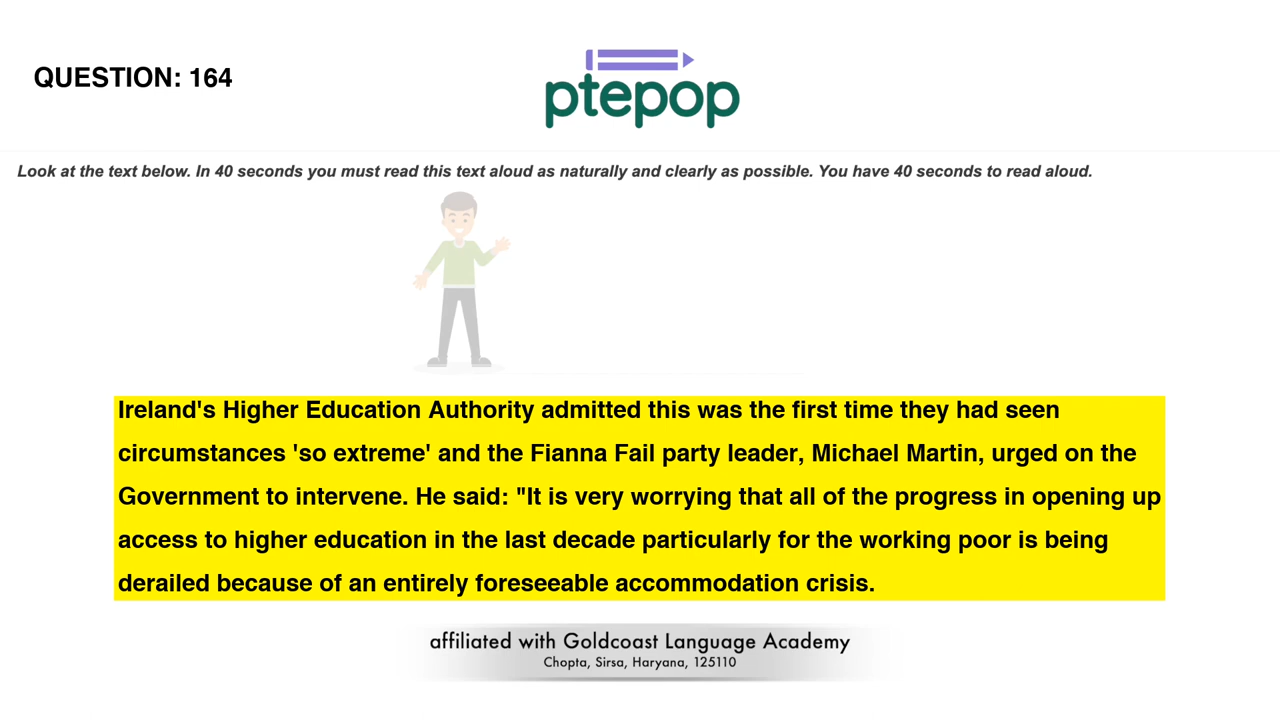 QUESTION: 164
ptepop
Look at the text below. In 40 seconds you must read this text aloud as naturally and clearly as possible. You have 40 seconds to read aloud.
Ireland's Higher Education Authority admitted this was the first time they had seen
circumstances 'so extreme' and the Fianna Fail party leader, Michael Martin, urged on the
Government to intervene. He said: "It is very worrying that all of the progress in opening up
access to higher education in the last decade particularly for the working poor is being
derailed because of an entirely foreseeable accommodation crisis.
affiliated with Goldcoast Language Academy
Chopta, Sirsa, Haryana, 125110